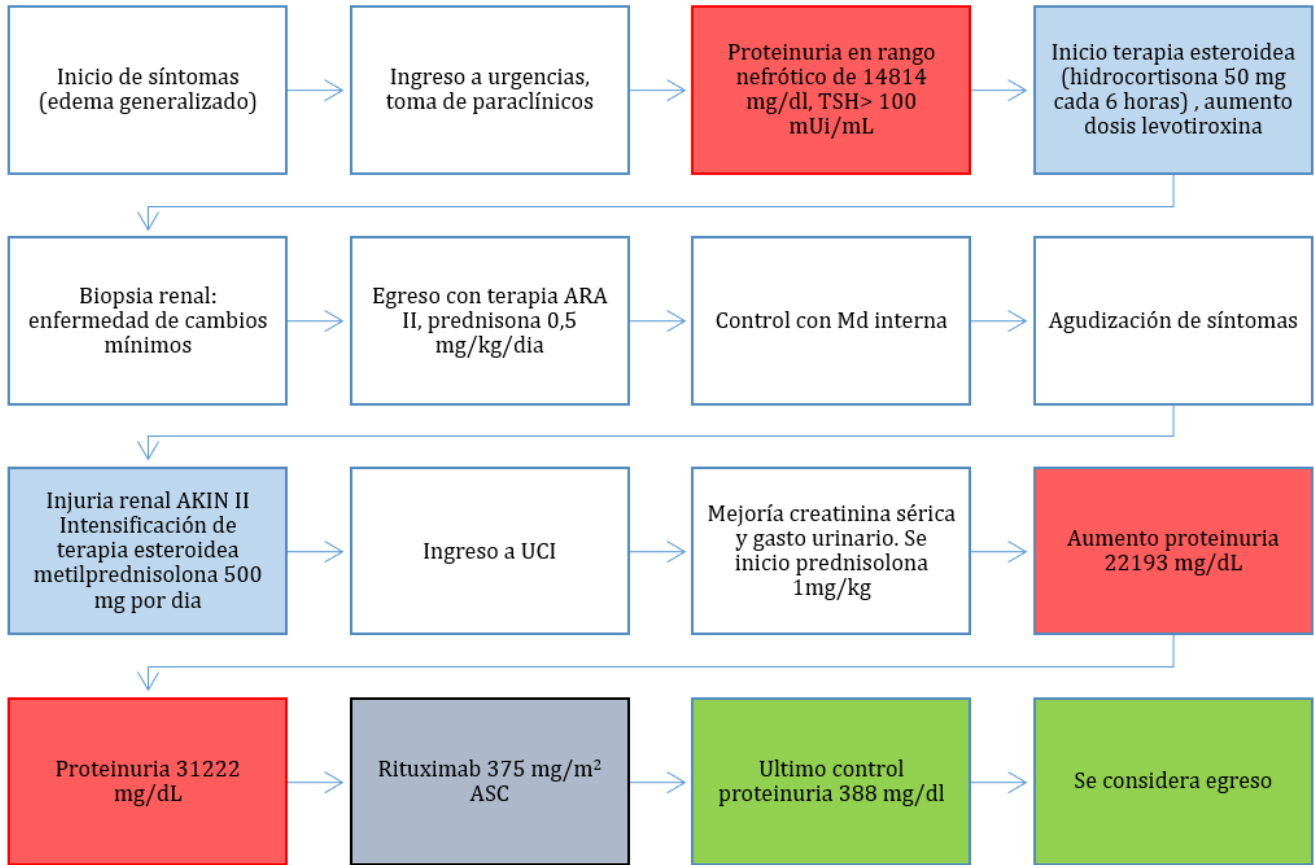 Inicio de síntomas
(edema generalizado)
Ingreso a urgencias,
toma de paraclínicos
Proteinuria en rango
nefrótico de 14814
mg/dl, TSH> 100
mUi/mL
Inicio terapia esteroidea
(hidrocortisona 50 mg
cada 6 horas) , aumento
dosis levotiroxina
Biopsia renal:
enfermedad de cambios
mínimos
Egreso con terapia ARA
II, prednisona 0,5
mg/kg/dia
Control con Md interna
Agudización de síntomas
Injuria renal AKIN II
Intensificación de
terapia esteroidea
metilprednisolona 500
mg por dia
Ingreso a UCI
Mejoría creatinina sérica
y gasto urinario. Se
inicio prednisolona
1mg/kg
Aumento proteinuria
22193 mg/dL
Proteinuria 31222
mg/dL
Rituximab 375 mg/m²
ASC
Ultimo control
proteinuria 388 mg/dl
Se considera egreso